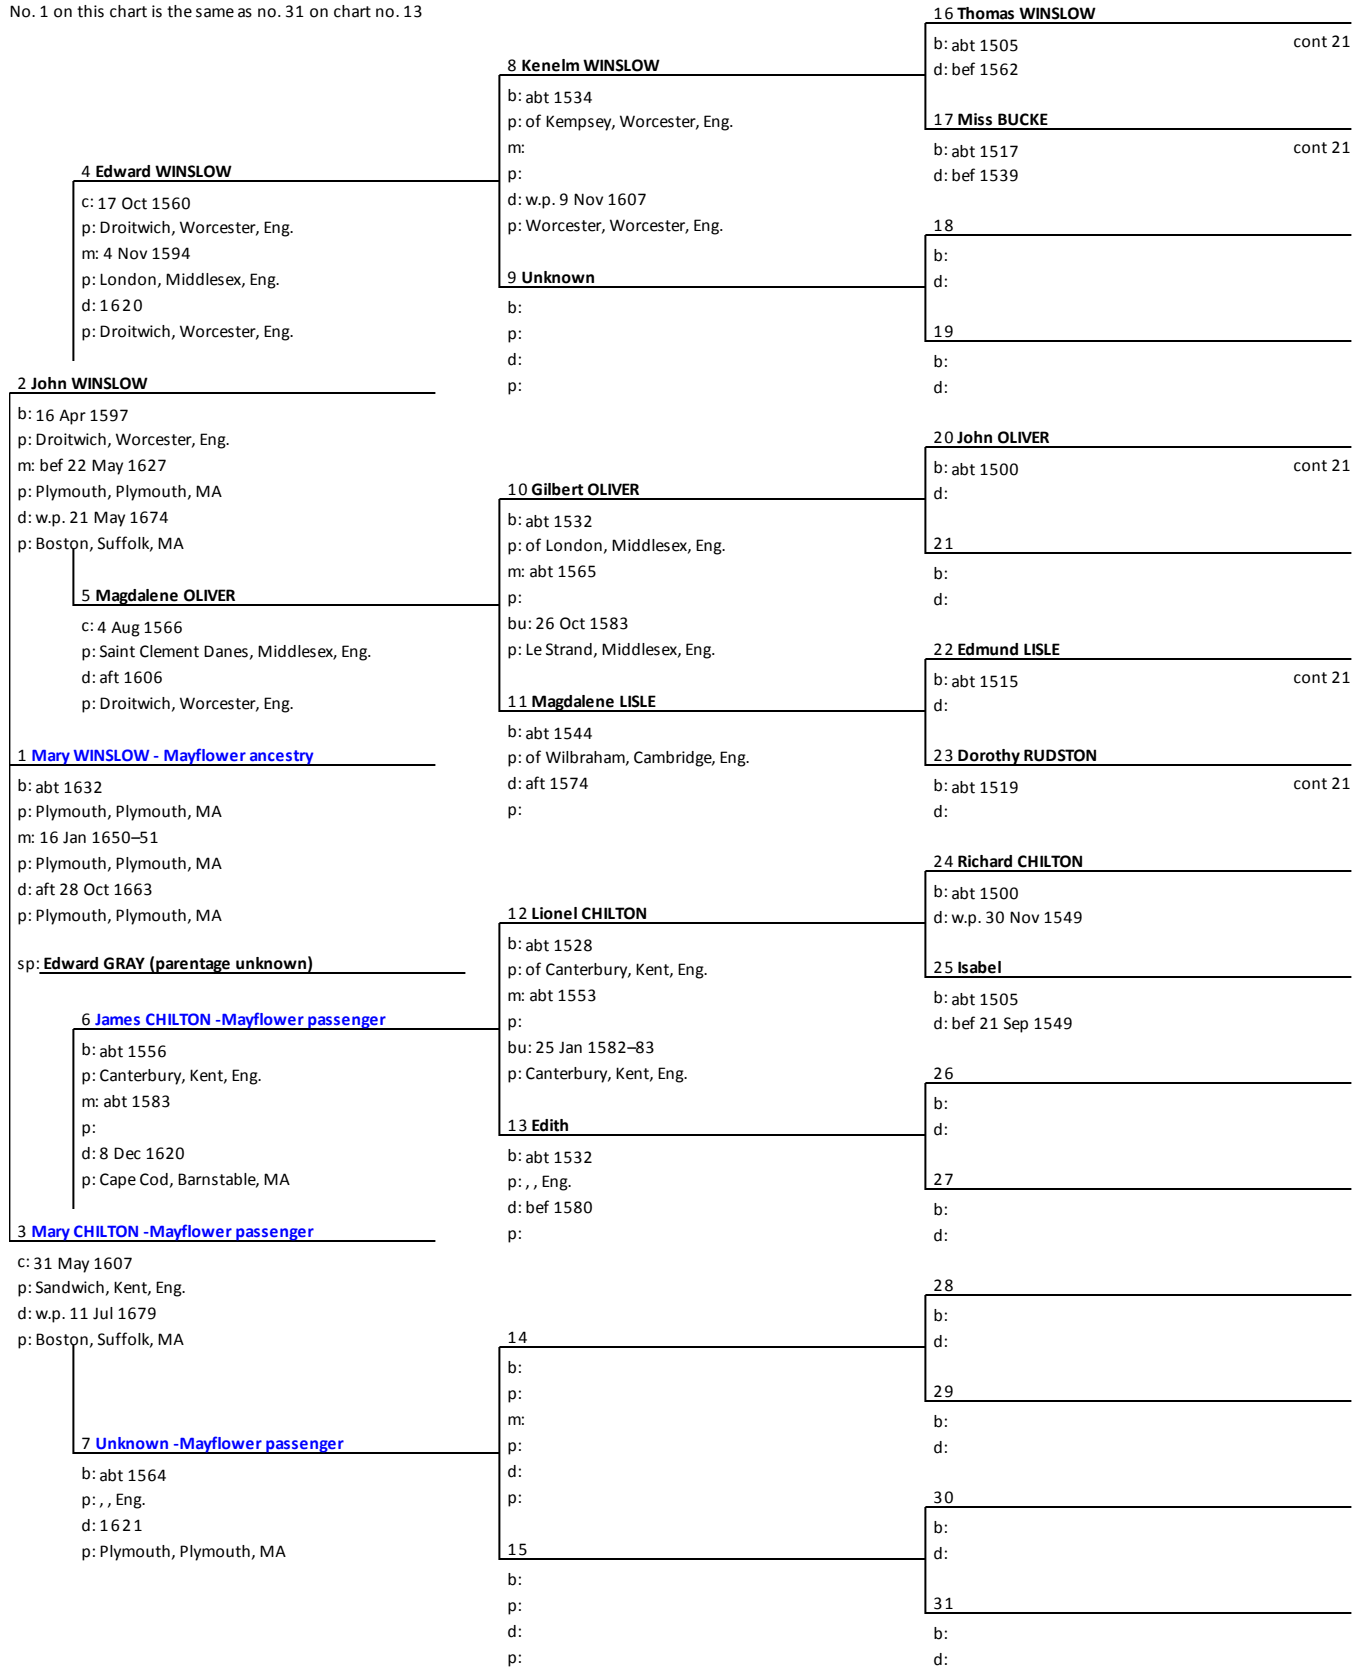 No. 1 on this chart is the same as no. 31 on chart no. 13
16 Thomas WINSLOW
b: abt 1505 cont 21
d: bef 1562
8 Kenelm WINSLOW
b: abt 1534
p: of Kempsey, Worcester, Eng.
m:
p:
d: w.p. 9 Nov 1607
p: Worcester, Worcester, Eng.
17 Miss BUCKE
b: abt 1517 cont 21
d: bef 1539
4 Edward WINSLOW
c: 17 Oct 1560
p: Droitwich, Worcester, Eng.
m: 4 Nov 1594
p: London, Middlesex, Eng.
d: 1620
p: Droitwich, Worcester, Eng.
18
b:
d:
9 Unknown
b:
p:
d:
p:
19
b:
d:
2 John WINSLOW
b: 16 Apr 1597
p: Droitwich, Worcester, Eng.
m: bef 22 May 1627
p: Plymouth, Plymouth, MA
d: w.p. 21 May 1674
p: Boston, Suffolk, MA
20 John OLIVER
b: abt 1500 cont 21
d:
10 Gilbert OLIVER
b: abt 1532
p: of London, Middlesex, Eng.
m: abt 1565
p:
bu: 26 Oct 1583
p: Le Strand, Middlesex, Eng.
21
b:
d:
5 Magdalene OLIVER
c: 4 Aug 1566
p: Saint Clement Danes, Middlesex, Eng.
d: aft 1606
p: Droitwich, Worcester, Eng.
22 Edmund LISLE
b: abt 1515 cont 21
d:
11 Magdalene LISLE
b: abt 1544
p: of Wilbraham, Cambridge, Eng.
d: aft 1574
p:
23 Dorothy RUDSTON
b: abt 1519 cont 21
d:
1 Mary WINSLOW - Mayflower ancestry
b: abt 1632
p: Plymouth, Plymouth, MA
m: 16 Jan 1650–51
p: Plymouth, Plymouth, MA
d: aft 28 Oct 1663
p: Plymouth, Plymouth, MA
sp: Edward GRAY (parentage unknown)
24 Richard CHILTON
b: abt 1500
d: w.p. 30 Nov 1549
12 Lionel CHILTON
b: abt 1528
p: of Canterbury, Kent, Eng.
m: abt 1553
p:
bu: 25 Jan 1582–83
p: Canterbury, Kent, Eng.
25 Isabel
b: abt 1505
d: bef 21 Sep 1549
6 James CHILTON -Mayflower passenger
b: abt 1556
p: Canterbury, Kent, Eng.
m: abt 1583
p:
d: 8 Dec 1620
p: Cape Cod, Barnstable, MA
26
b:
d:
13 Edith
b: abt 1532
p: , , Eng.
d: bef 1580
p:
27
b:
d:
3 Mary CHILTON -Mayflower passenger
c: 31 May 1607
p: Sandwich, Kent, Eng.
d: w.p. 11 Jul 1679
p: Boston, Suffolk, MA
28
b:
d:
14
b:
p:
m:
p:
d:
p:
29
b:
d:
7 Unknown -Mayflower passenger
b: abt 1564
p: , , Eng.
d: 1621
p: Plymouth, Plymouth, MA
30
b:
d:
15
b:
p:
d:
p:
31
b:
d: